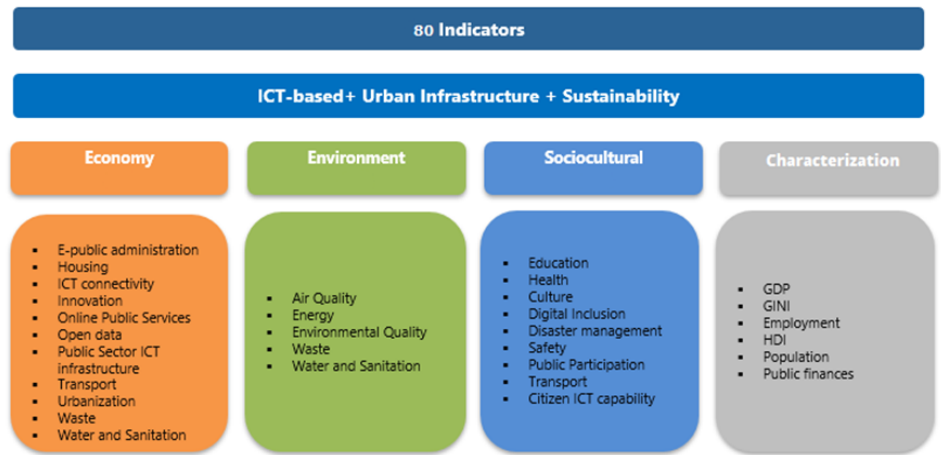 80 Indicators
ICT-based+ Urban Infrastructure + Sustainability
Economy
▪ E-public administration
▪ Housing
▪ ICT connectivity
▪ Innovation
▪ Online Public Services
▪ Open data
▪ Public Sector ICT
infrastructure
▪ Transport
▪ Urbanization
▪ Waste
▪ Water and Sanitation
Environment
▪ Air Quality
▪ Energy
▪ Environmental Quality
▪ Waste
▪ Water and Sanitation
Sociocultural
▪ Education
▪ Health
▪ Culture
▪ Digital Inclusion
▪ Disaster management
▪ Safety
▪ Public Participation
▪ Transport
▪ Citizen ICT capability
Characterization
▪ GDP
▪ GINI
▪ Employment
▪ HDI
▪ Population
▪ Public finances